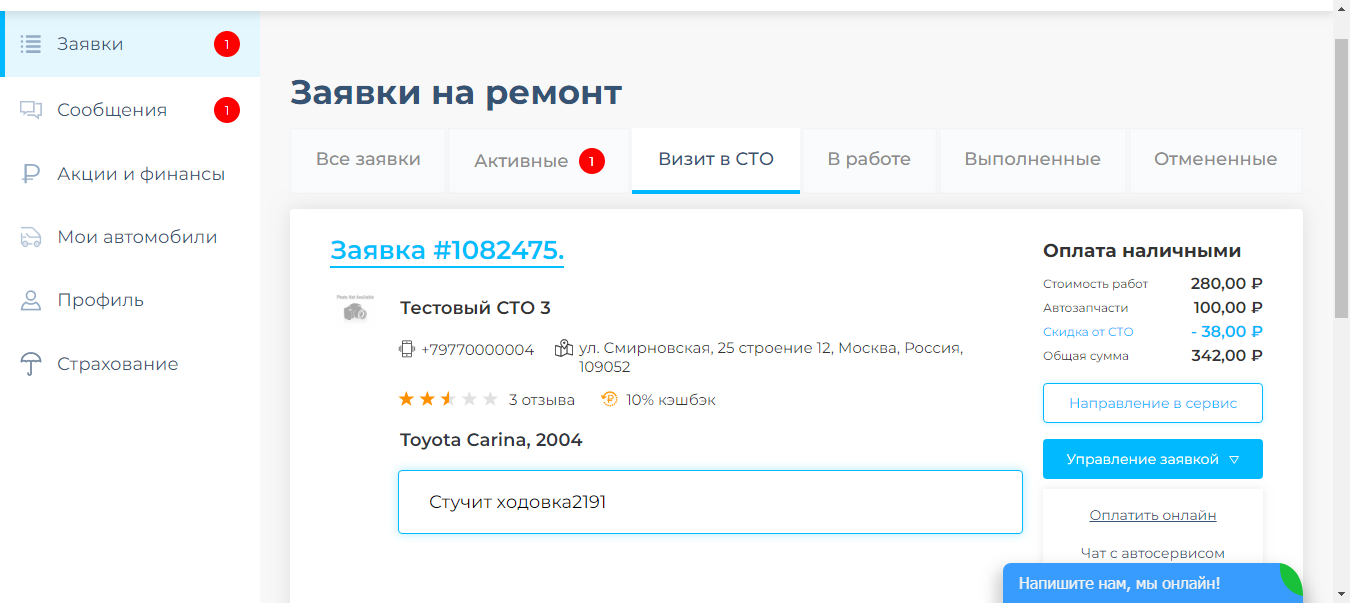 Заявки
1
Сообщения
1
Акции и финансы
Мои автомобили
Профиль
Страхование
Заявки на ремонт
Все заявки
Активные 1
Визит в СТО
В работе
Выполненные
Отмененные
Заявка #1082475.
Photo Not Available
Тестовый СТО 3
+79770000004
ул. Смирновская, 25 строение 12, Москва, Россия,
109052
3 отзыва
10% кэшбэк
Toyota Carina, 2004
Стучит ходовка2191
Оплата наличными
Стоимость работ 280,00 ₽
Автозапчасти 100,00 ₽
Скидка от СТО - 38,00 ₽
Общая сумма 342,00 ₽
Направление в сервис
Управление заявкой
Оплатить онлайн
Чат с автосервисом
Напишите нам, мы онлайн!